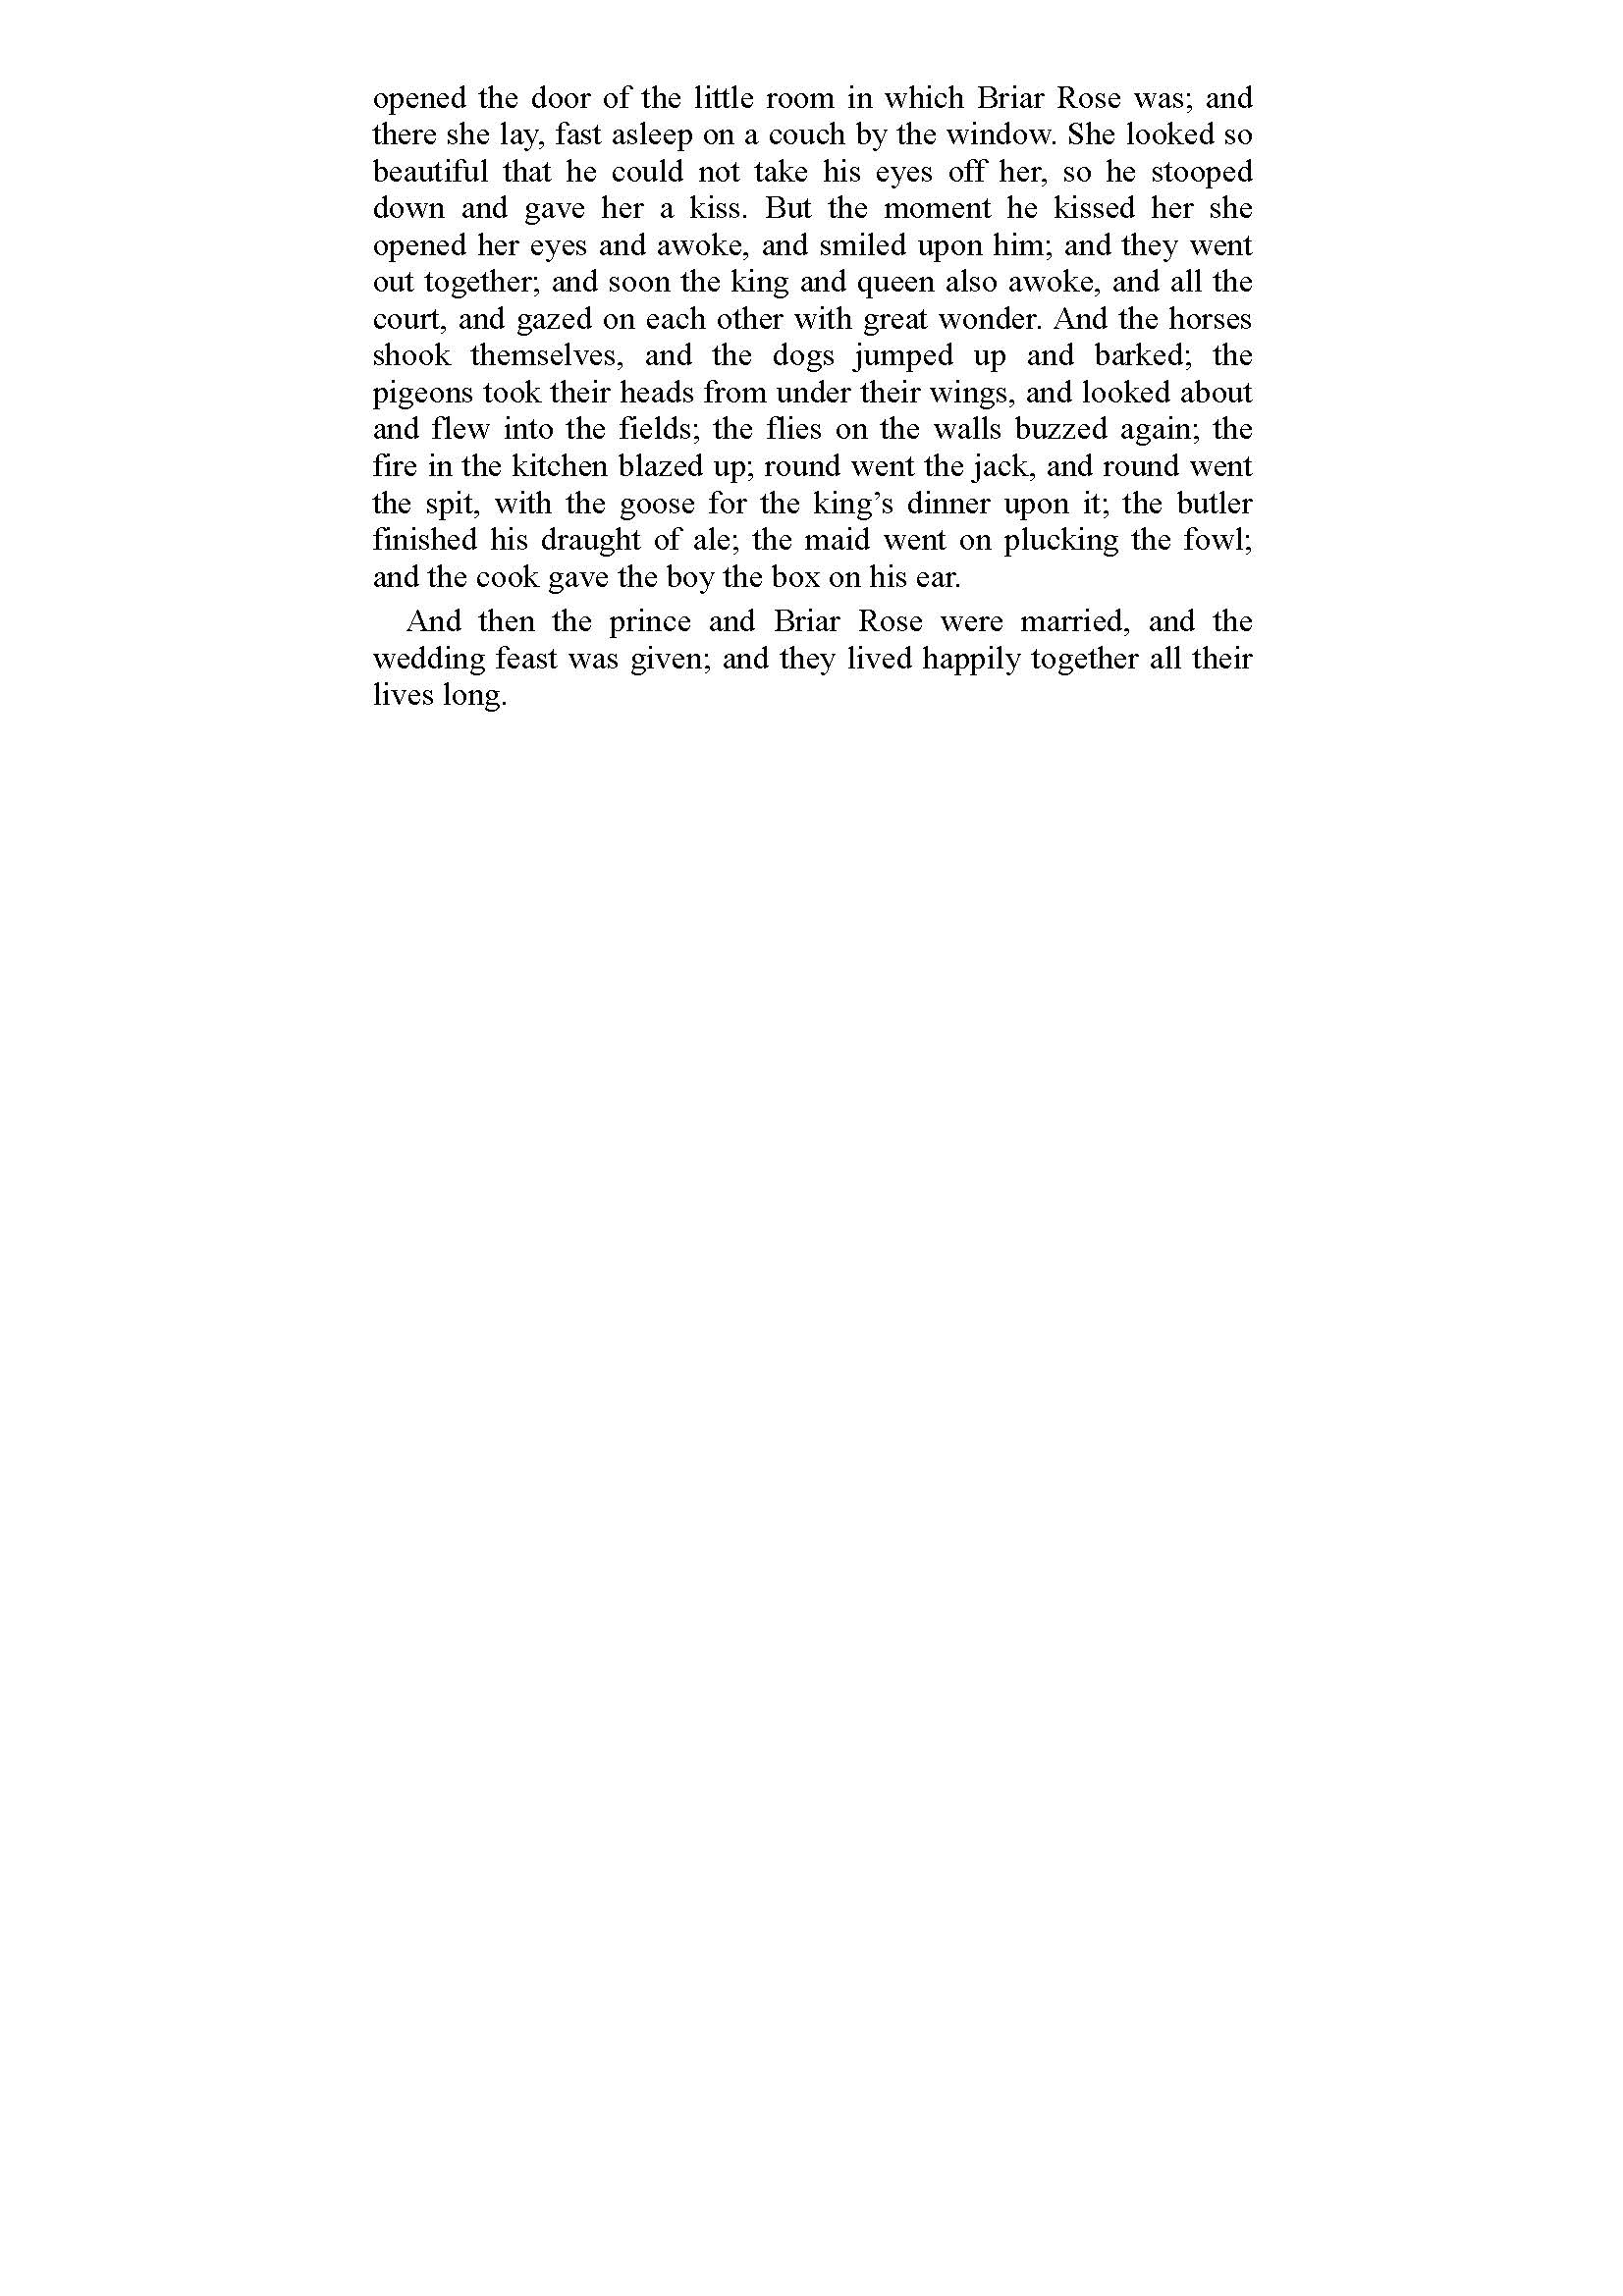 opened the door of the little room in which Briar Rose was; and
there she lay, fast asleep on a couch by the window. She looked so
beautiful that he could not take his eyes off her, so he stooped
down and gave her a kiss. But the moment he kissed her she
opened her eyes and awoke, and smiled upon him; and they went
out together; and soon the king and queen also awoke, and all the
court, and gazed on each other with great wonder. And the horses
shook themselves, and the dogs jumped up and barked; the
pigeons took their heads from under their wings, and looked about
and flew into the fields; the flies on the walls buzzed again; the
fire in the kitchen blazed up; round went the jack, and round went
the spit, with the goose for the king’s dinner upon it; the butler
finished his draught of ale; the maid went on plucking the fowl;
and the cook gave the boy the box on his ear.
And then the prince and Briar Rose were married, and the
wedding feast was given; and they lived happily together all their
lives long.